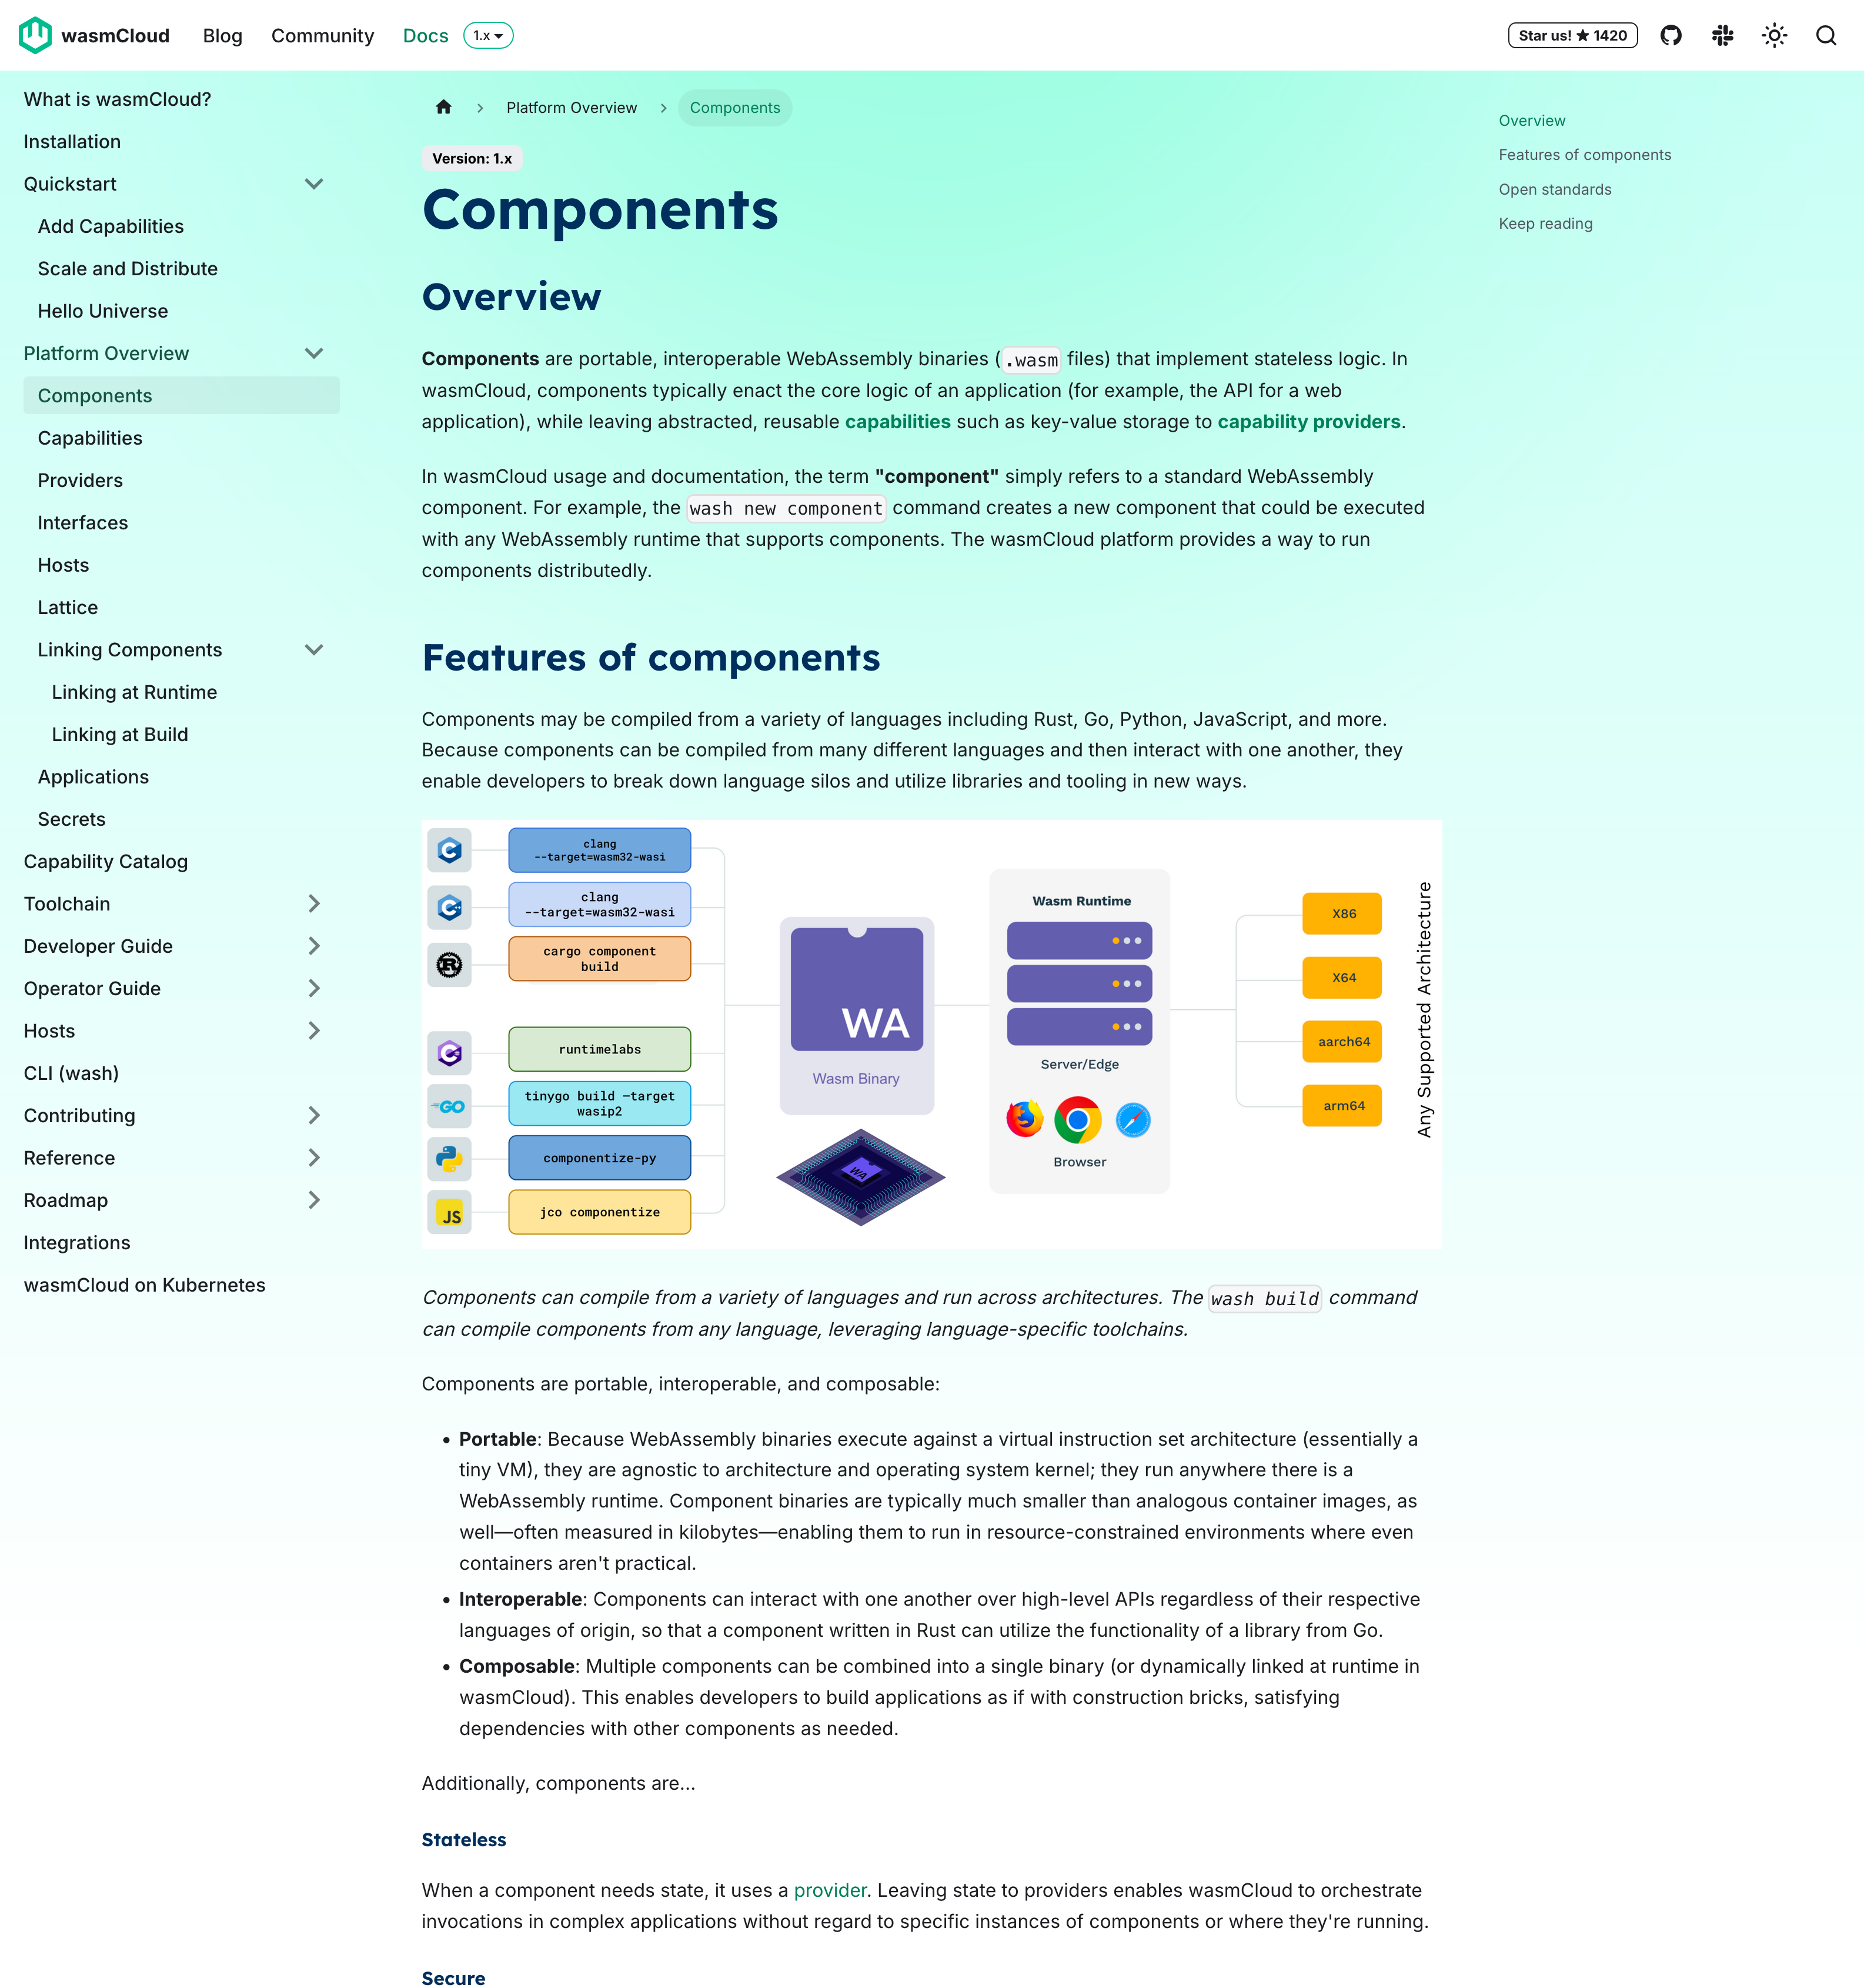 wasmCloud
Blog
Community
Docs
1.x
Star us! ★ 1420
What is wasmCloud?
Installation
Quickstart
Add Capabilities
Scale and Distribute
Hello Universe
Platform Overview
Components
Capabilities
Providers
Interfaces
Hosts
Lattice
Linking Components
Linking at Runtime
Linking at Build
Applications
Secrets
Capability Catalog
Toolchain
Developer Guide
Operator Guide
Hosts
CLI (wash)
Contributing
Reference
Roadmap
Integrations
wasmCloud on Kubernetes
Platform Overview
Components
Version: 1.x
Components
Overview
Components are portable, interoperable WebAssembly binaries (.wasm files) that implement stateless logic. In
wasmCloud, components typically enact the core logic of an application (for example, the API for a web
application), while leaving abstracted, reusable capabilities such as key-value storage to capability providers.
In wasmCloud usage and documentation, the term "component" simply refers to a standard WebAssembly
component. For example, the wash new component command creates a new component that could be executed
with any WebAssembly runtime that supports components. The wasmCloud platform provides a way to run
components distributedly.
Features of components
Components may be compiled from a variety of languages including Rust, Go, Python, JavaScript, and more.
Because components can be compiled from many different languages and then interact with one another, they
enable developers to break down language silos and utilize libraries and tooling in new ways.
clang
--target=wasm32-wasi
clang
--target=wasm32-wasi
cargo component
build
runtimelabs
GO
tinygo build —target
wasip2
componentize-py
JS
jco componentize
WA
Wasm Binary
WA
Wasm Runtime
Server/Edge
Browser
X86
X64
aarch64
arm64
Any Supported Architecture
Components can compile from a variety of languages and run across architectures. The wash build command
can compile components from any language, leveraging language-specific toolchains.
Components are portable, interoperable, and composable:
• Portable: Because WebAssembly binaries execute against a virtual instruction set architecture (essentially a
tiny VM), they are agnostic to architecture and operating system kernel; they run anywhere there is a
WebAssembly runtime. Component binaries are typically much smaller than analogous container images, as
well—often measured in kilobytes—enabling them to run in resource-constrained environments where even
containers aren't practical.
• Interoperable: Components can interact with one another over high-level APIs regardless of their respective
languages of origin, so that a component written in Rust can utilize the functionality of a library from Go.
• Composable: Multiple components can be combined into a single binary (or dynamically linked at runtime in
wasmCloud). This enables developers to build applications as if with construction bricks, satisfying
dependencies with other components as needed.
Additionally, components are...
Stateless
When a component needs state, it uses a provider. Leaving state to providers enables wasmCloud to orchestrate
invocations in complex applications without regard to specific instances of components or where they're running.
Secure
Overview
Features of components
Open standards
Keep reading